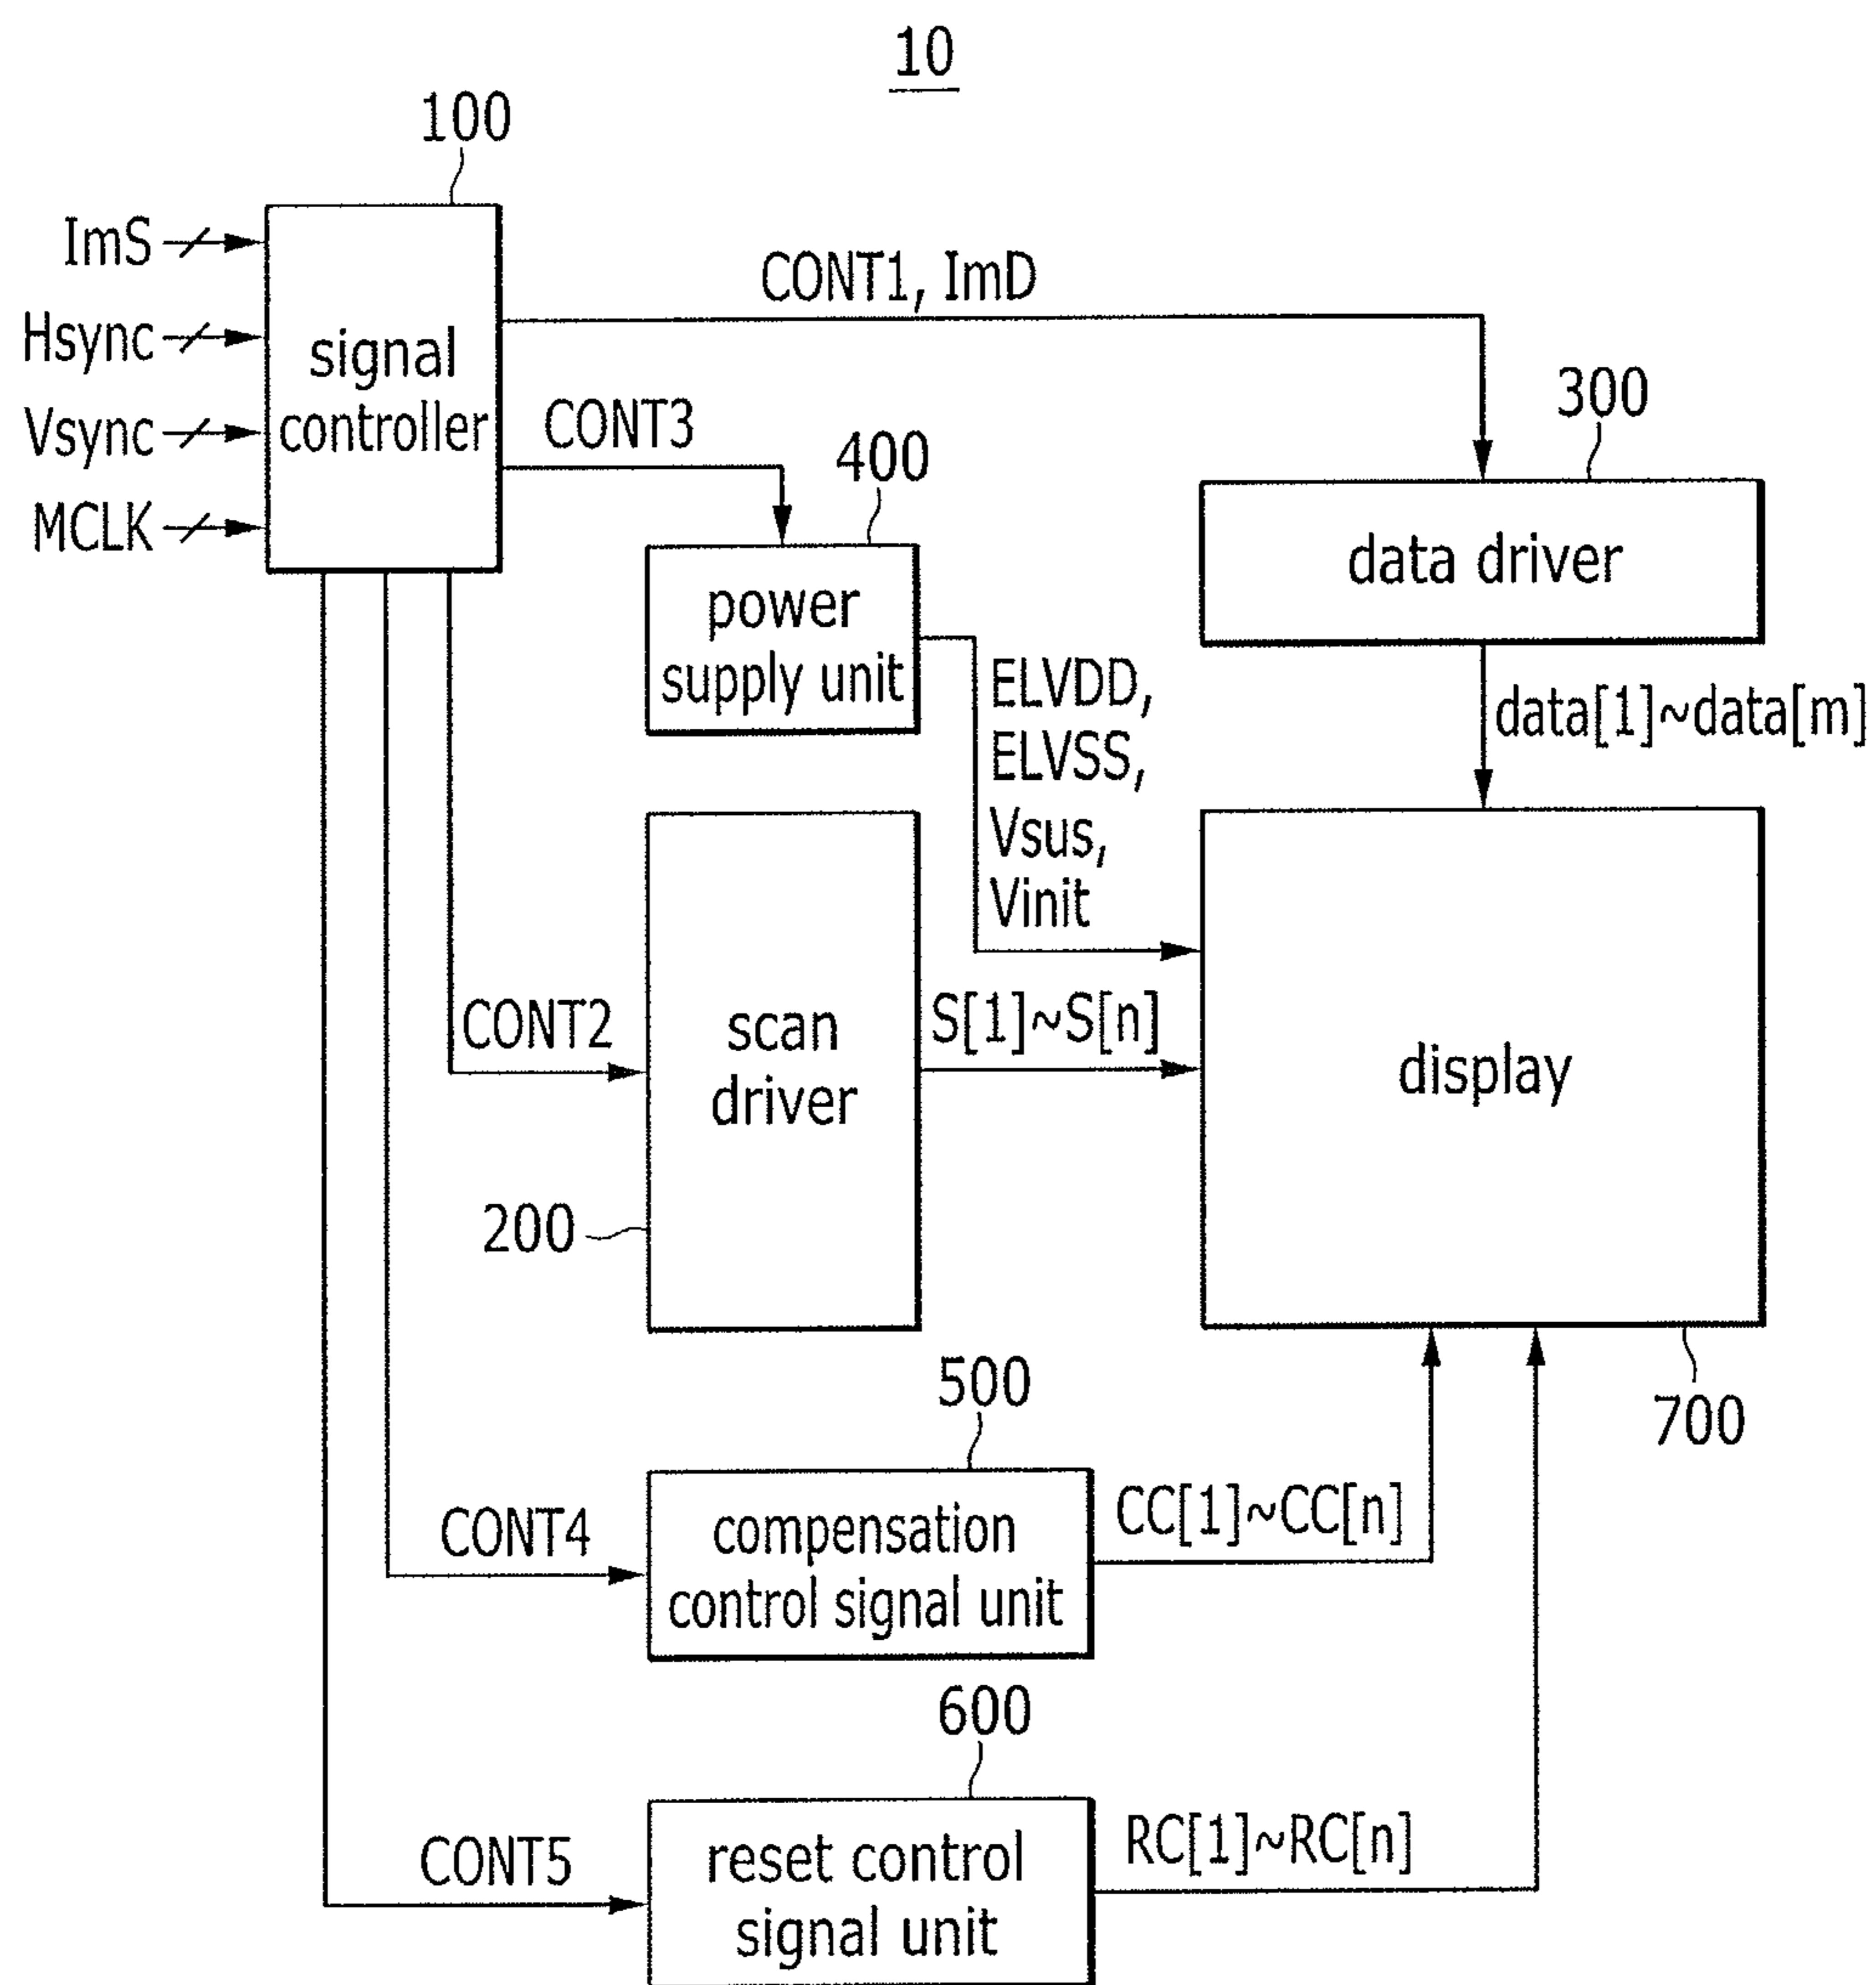 10
100
ImS
Hsync
Vsync
MCLK
signal
controller
CONT1, ImD
CONT3
400
300
power
supply unit
data driver
ELVDD,
ELVSS,
Vsus,
Vinit
data[1]~data[m]
CONT2
scan
driver
S[1]~S[n]
display
200
700
500
CONT4
compensation
control signal unit
CC[1]~CC[n]
600
CONT5
reset control
signal unit
RC[1]~RC[n]